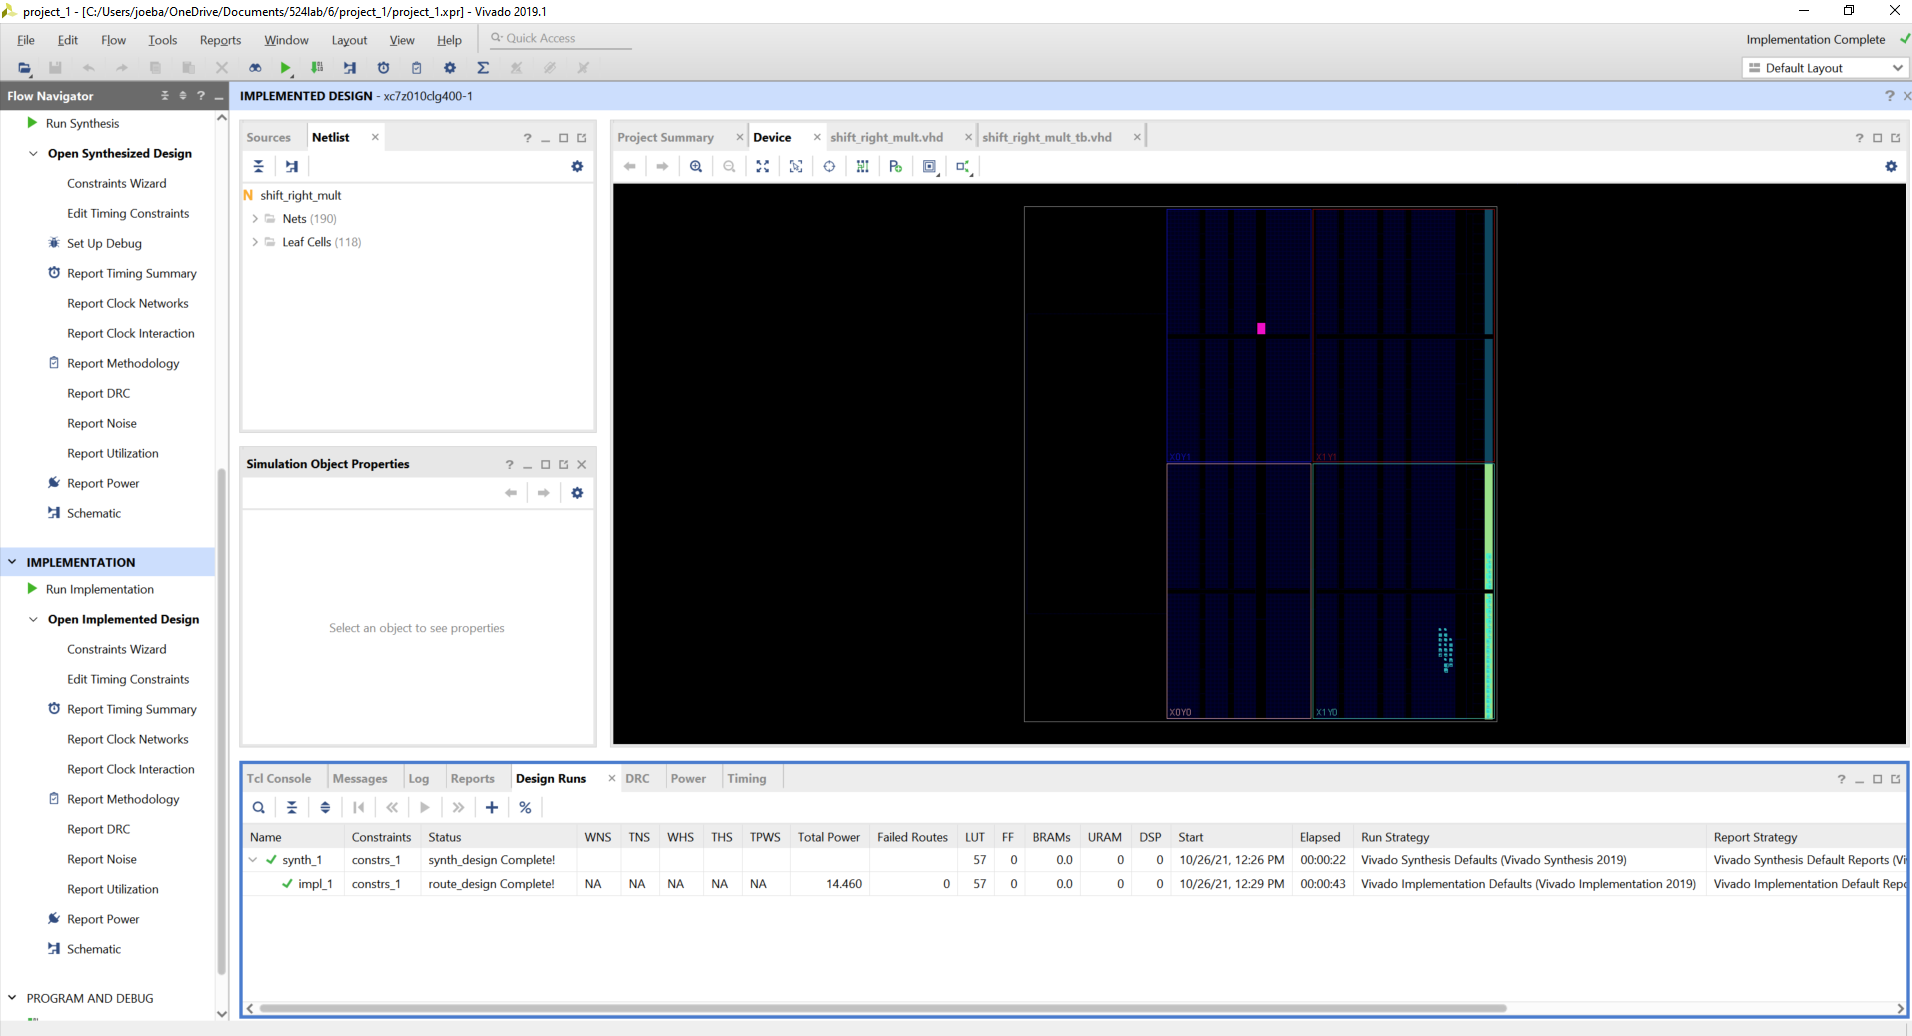 project_1 - [C:/Users/joeba/OneDrive/Documents/524lab/6/project_1/project_1.xpr] - Vivado 2019.1
File Edit Flow Tools Reports Window Layout View Help Quick Access Implementation Complete
Default Layout
Flow Navigator
IMPLEMENTED DESIGN - xc7z010clg400-1
Run Synthesis
Open Synthesized Design
Constraints Wizard
Edit Timing Constraints
Set Up Debug
Report Timing Summary
Report Clock Networks
Report Clock Interaction
Report Methodology
Report DRC
Report Noise
Report Utilization
Report Power
Schematic
IMPLEMENTATION
Run Implementation
Open Implemented Design
Constraints Wizard
Edit Timing Constraints
Report Timing Summary
Report Clock Networks
Report Clock Interaction
Report Methodology
Report DRC
Report Noise
Report Utilization
Report Power
Schematic
PROGRAM AND DEBUG
Sources Netlist
shift_right_mult
Nets (190)
Leaf Cells (118)
Simulation Object Properties
Select an object to see properties
Project Summary Device shift_right_mult.vhd shift_right_mult_tb.vhd
X0Y1 X1Y1
X0Y0 X1Y0
Tcl Console Messages Log Reports Design Runs DRC Power Timing
Name Constraints Status WNS TNS WHS THS TPWS Total Power Failed Routes LUT FF BRAMs URAM DSP Start Elapsed Run Strategy Report Strategy
synth_1 constrs_1 synth_design Complete! 57 0 0.0 0 0 10/26/21, 12:26 PM 00:00:22 Vivado Synthesis Defaults (Vivado Synthesis 2019) Vivado Synthesis Default Reports (Vi
impl_1 constrs_1 route_design Complete! NA NA NA NA NA 14.460 0 57 0 0.0 0 0 10/26/21, 12:29 PM 00:00:43 Vivado Implementation Defaults (Vivado Implementation 2019) Vivado Implementation Default Repo